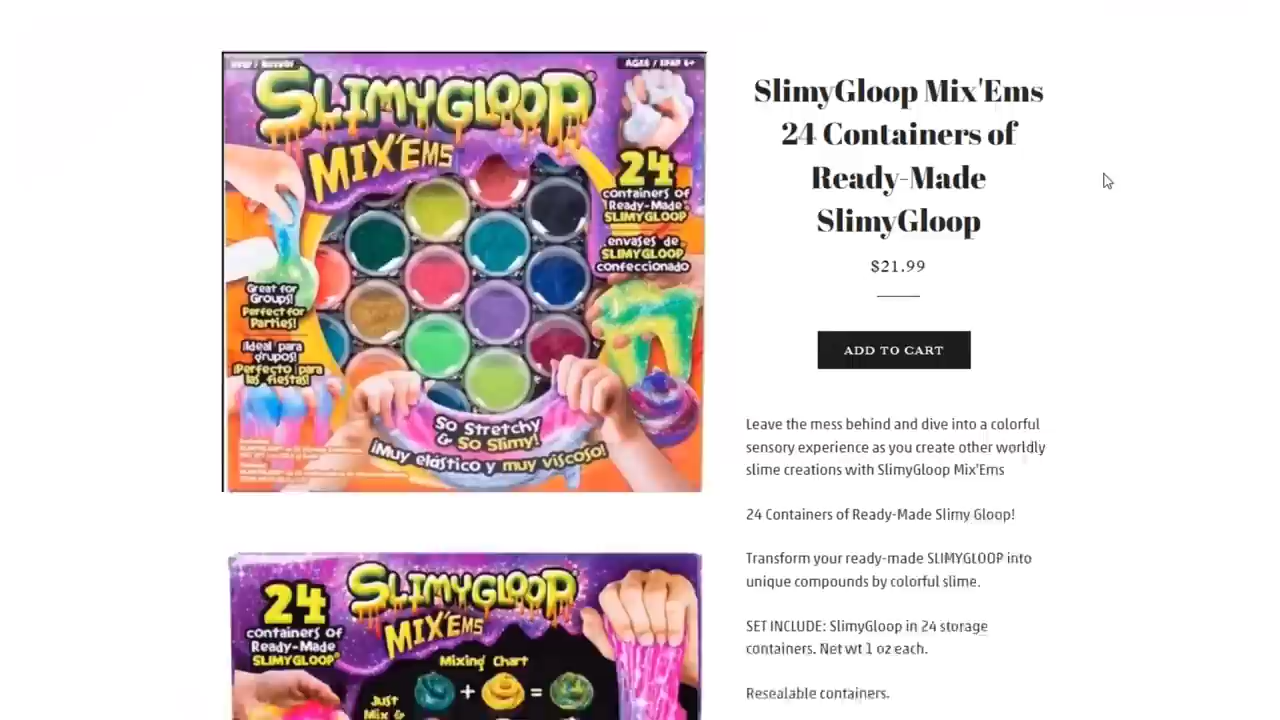 AGES / EDAD 6+
SLIMYGLOOP
MIX'EMS
24
containers of
Ready-Made
SLIMYGLOOP
envases de
SLIMYGLOOP
confeccionado
Great for
Groups!
Perfect for
Parties!
¡Ideal para
grupos!
¡Perfecto para
las fiestas!
So Stretchy
& So Slimy!
¡Muy elástico y muy viscoso!
24
containers of
Ready-Made
SLIMYGLOOP®
SLIMYGLOOP
MIX'EMS
Mixing Chart
+ =
Just
Mix &
SlimyGloop Mix'Ems
24 Containers of
Ready-Made
SlimyGloop
$21.99
ADD TO CART
Leave the mess behind and dive into a colorful
sensory experience as you create other worldly
slime creations with SlimyGloop Mix'Ems
24 Containers of Ready-Made Slimy Gloop!
Transform your ready-made SLIMYGLOOP into
unique compounds by colorful slime.
SET INCLUDE: SlimyGloop in 24 storage
containers. Net wt 1 oz each.
Resealable containers.